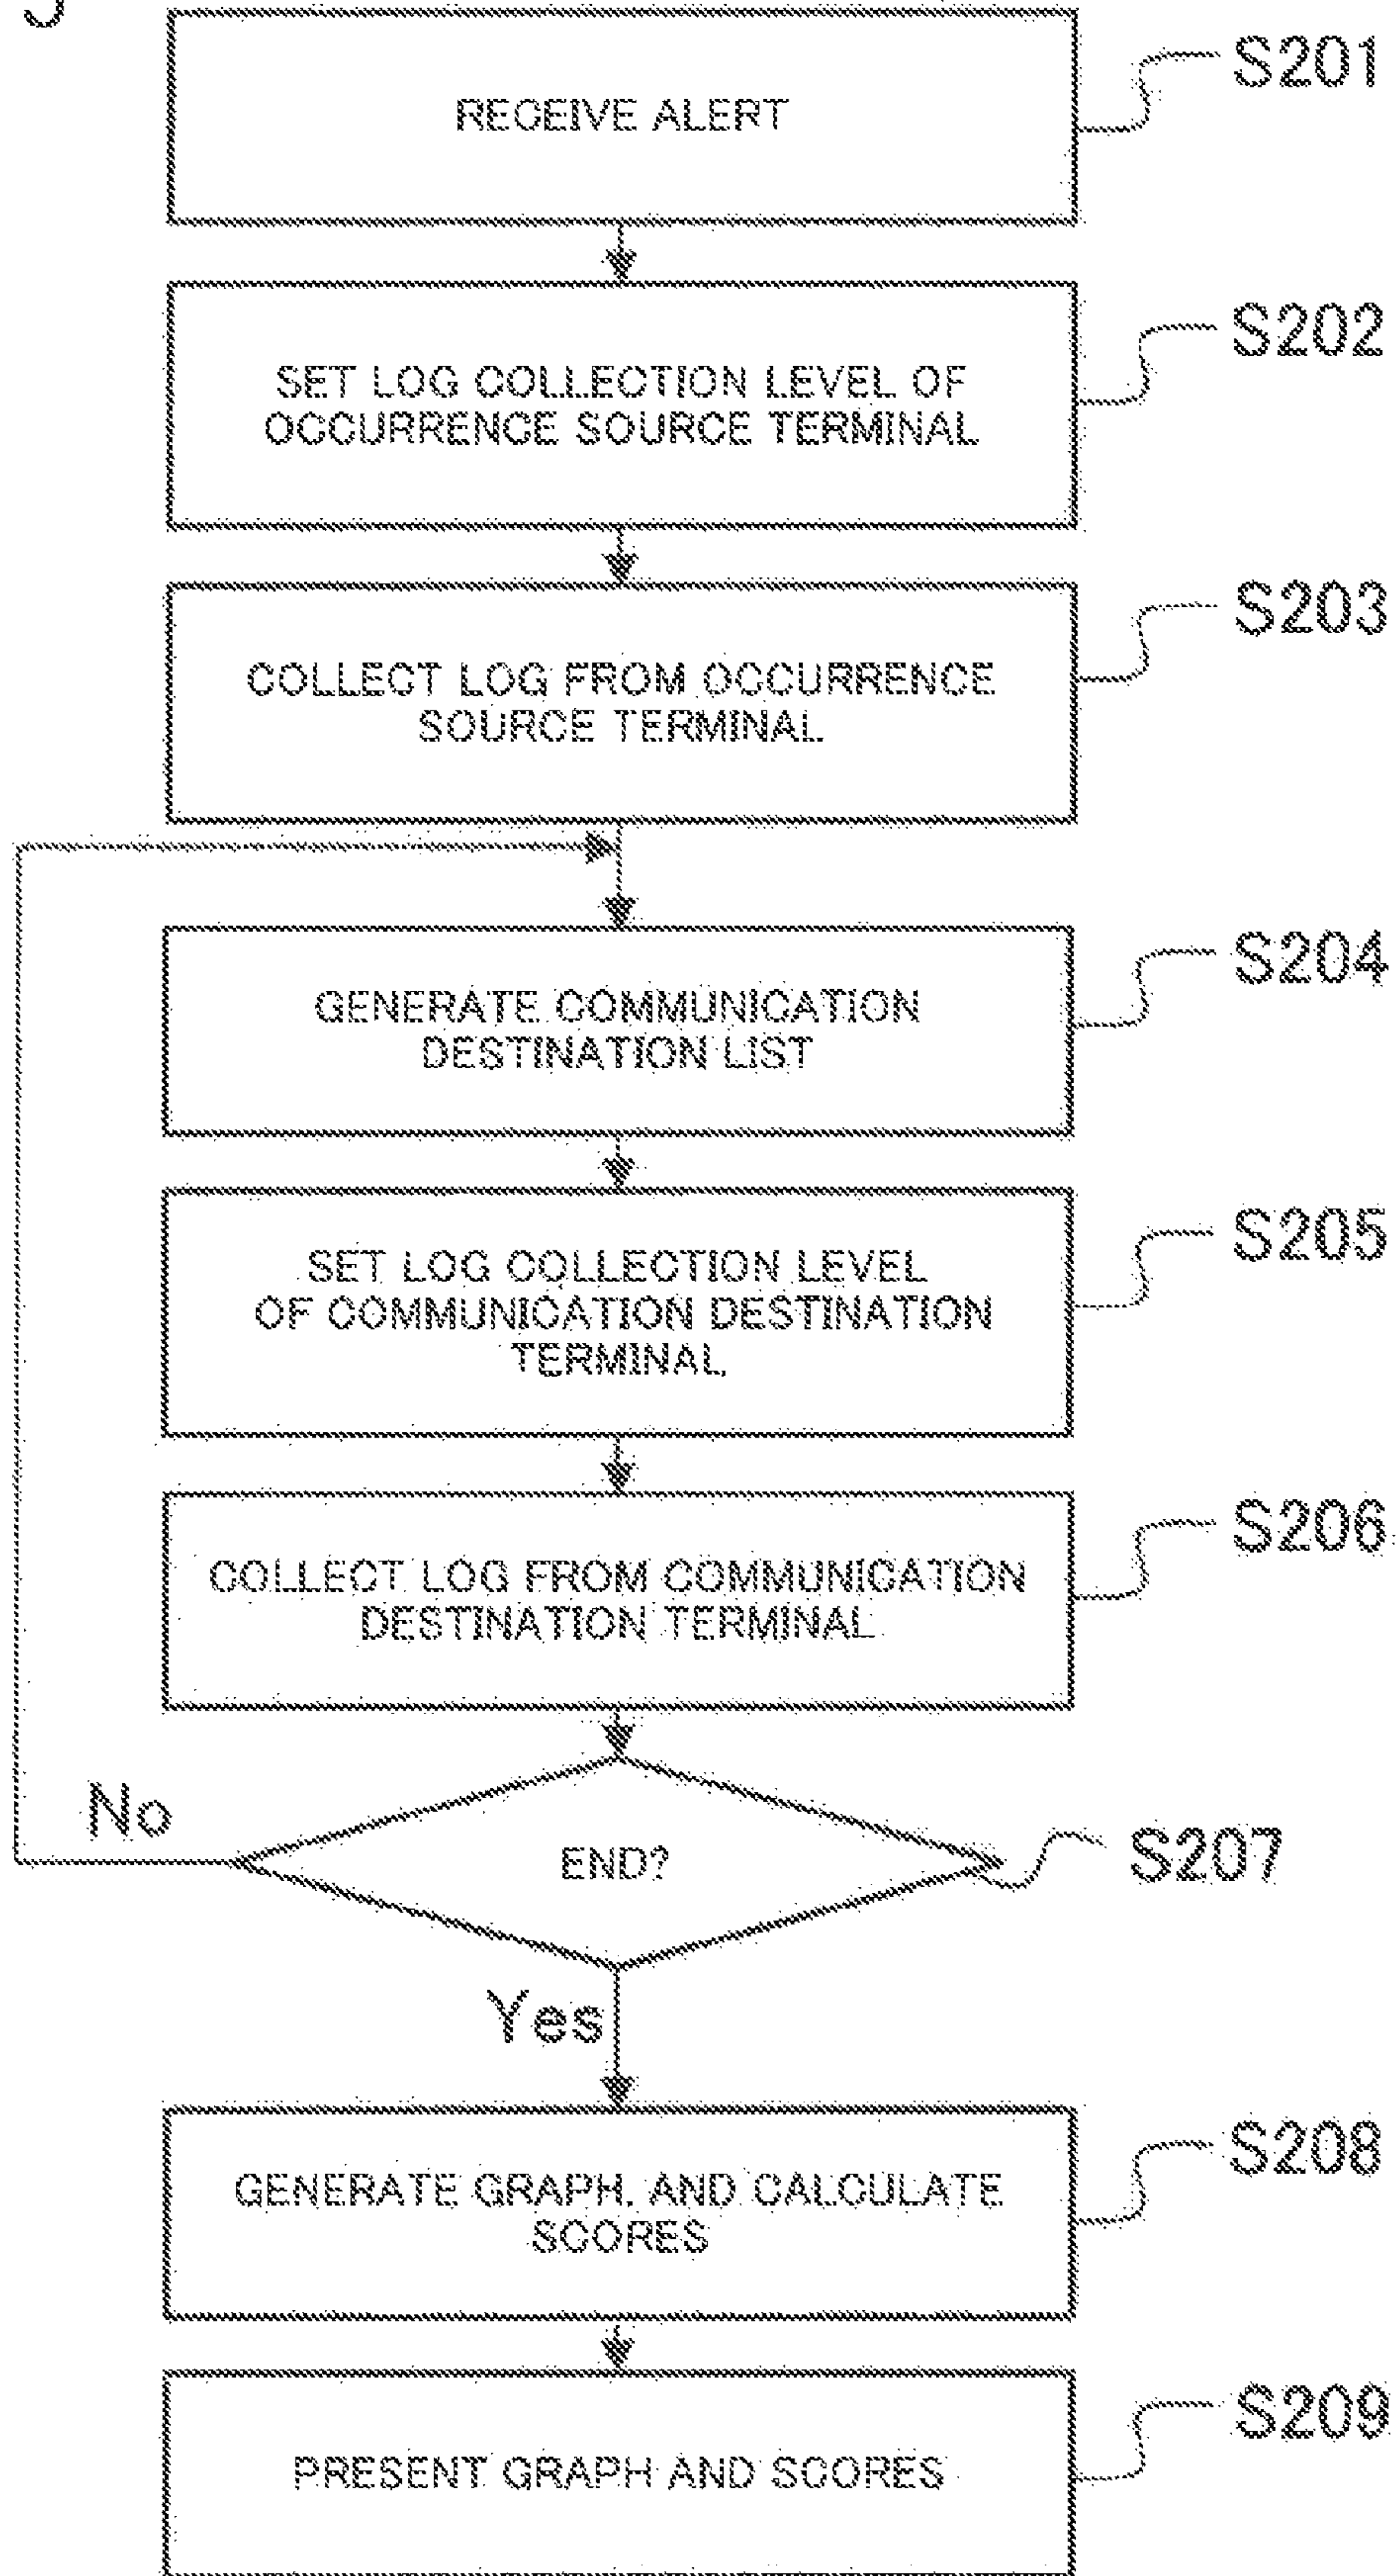 RECEIVE ALERT
S201
SET LOG COLLECTION LEVEL OF
OCCURRENCE SOURCE TERMINAL
S202
COLLECT LOG FROM OCCURRENCE
SOURCE TERMINAL
S203
GENERATE COMMUNICATION
DESTINATION LIST
S204
SET LOG COLLECTION LEVEL
OF COMMUNICATION DESTINATION
TERMINAL
S205
COLLECT LOG FROM COMMUNICATION
DESTINATION TERMINAL
S206
No
END?
S207
Yes
GENERATE GRAPH, AND CALCULATE
SCORES
S208
PRESENT GRAPH AND SCORES
S209